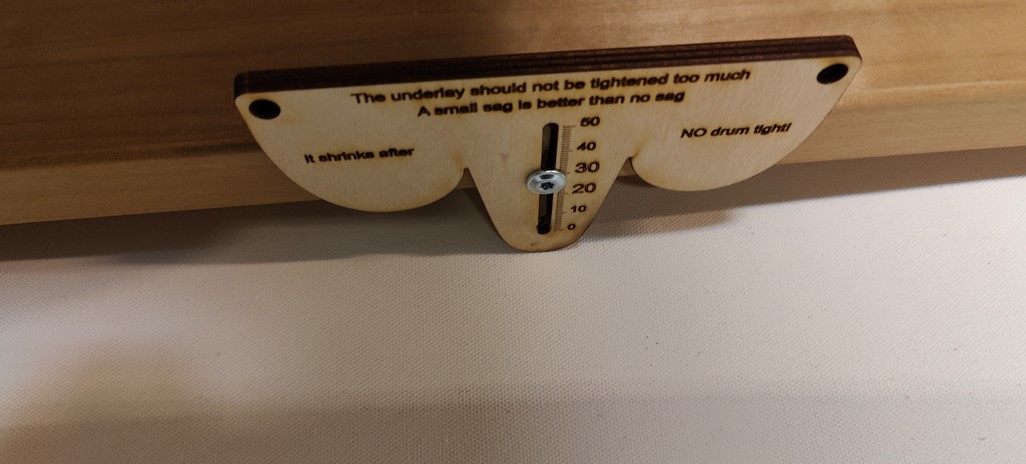 The underlay should not be tightened too much
A small sag is better than no sag
It shrinks after
NO drum tight!
50
40
30
20
10
0